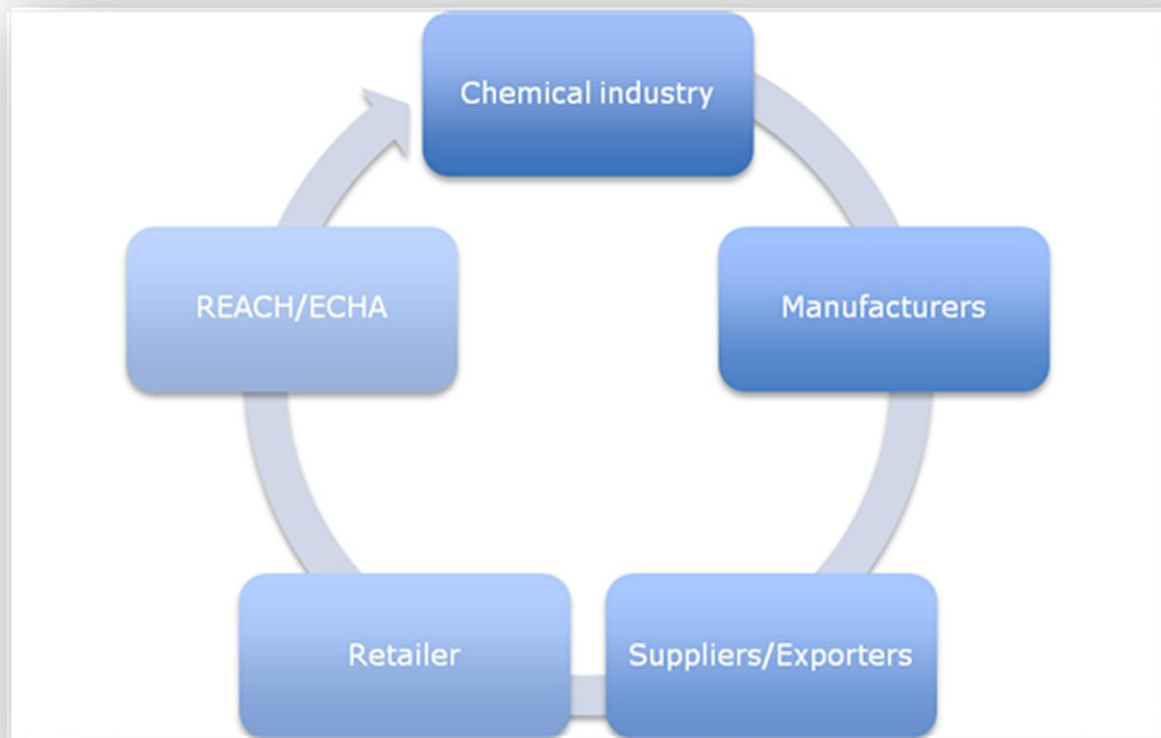 Chemical industry
Manufacturers
Suppliers/Exporters
Retailer
REACH/ECHA